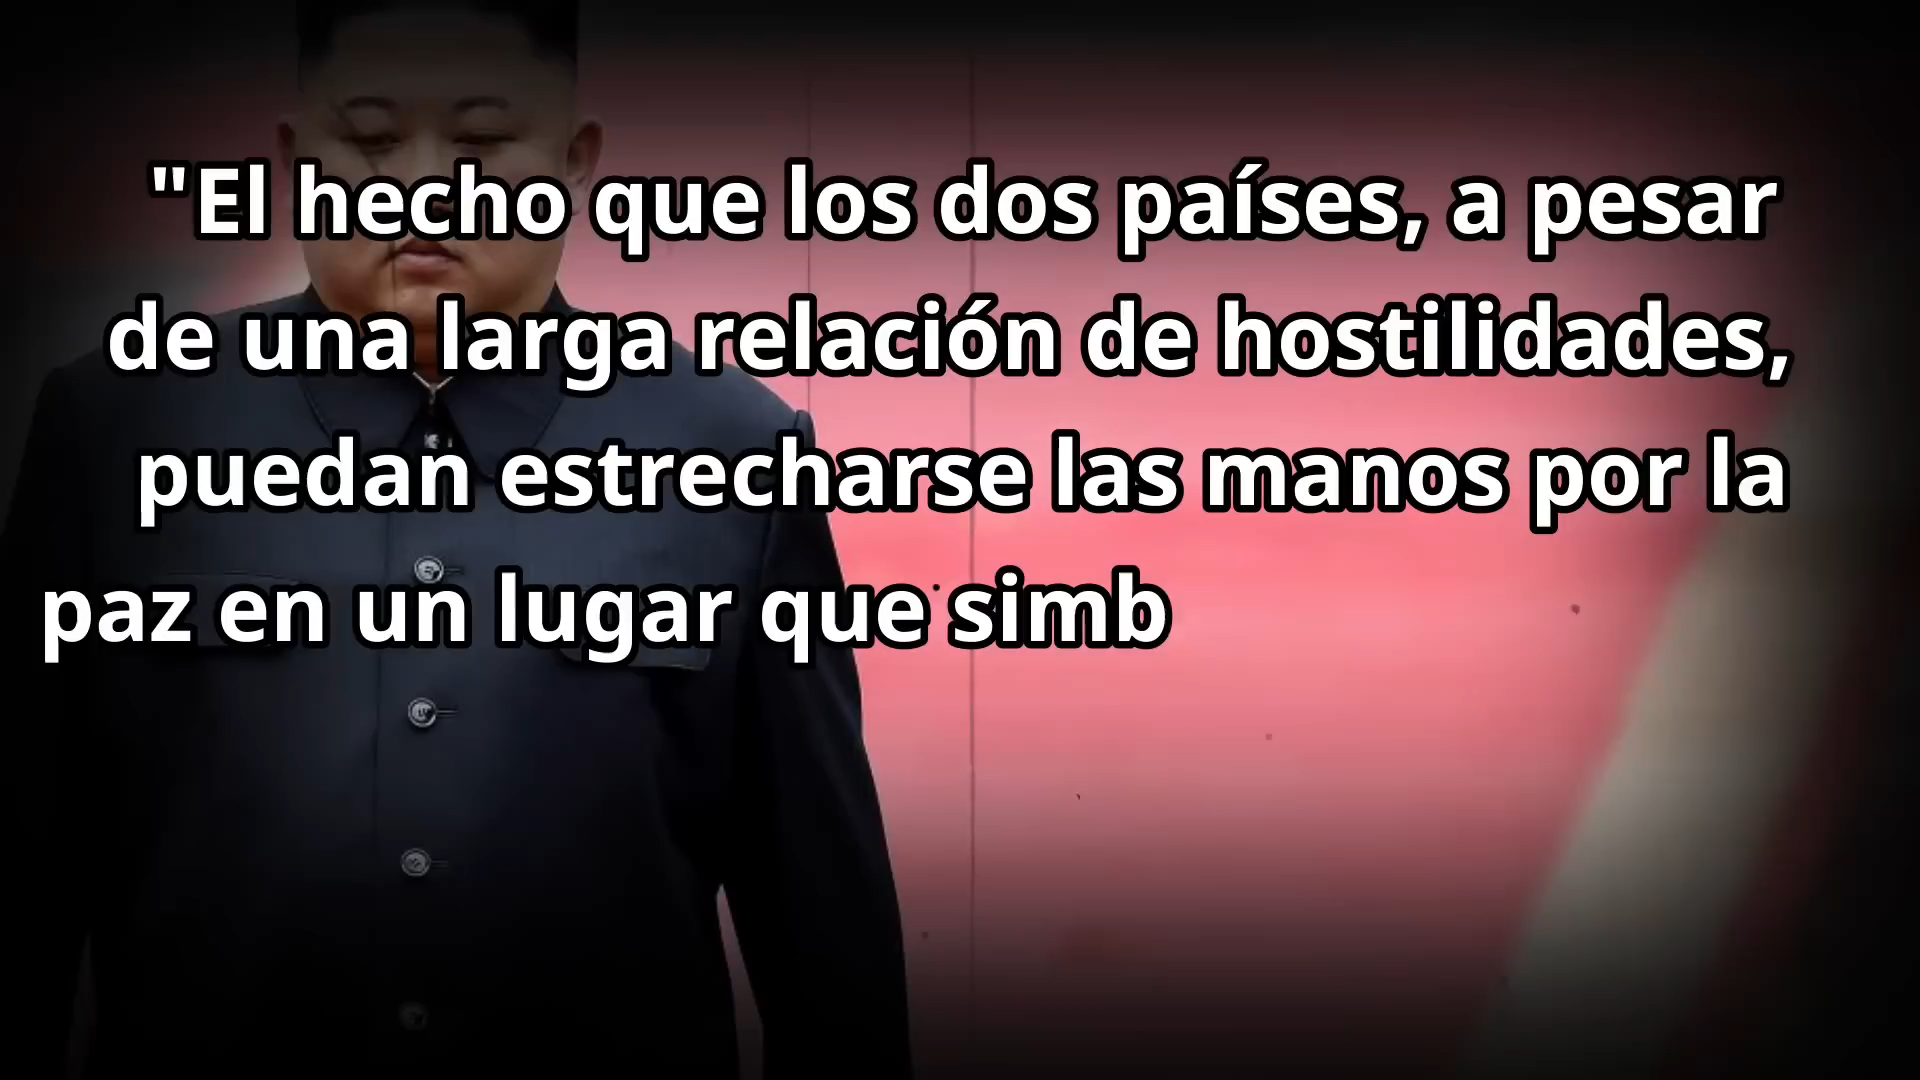 "El hecho que los dos países, a pesar
de una larga relación de hostilidades,
puedan estrecharse las manos por la
paz en un lugar que simb